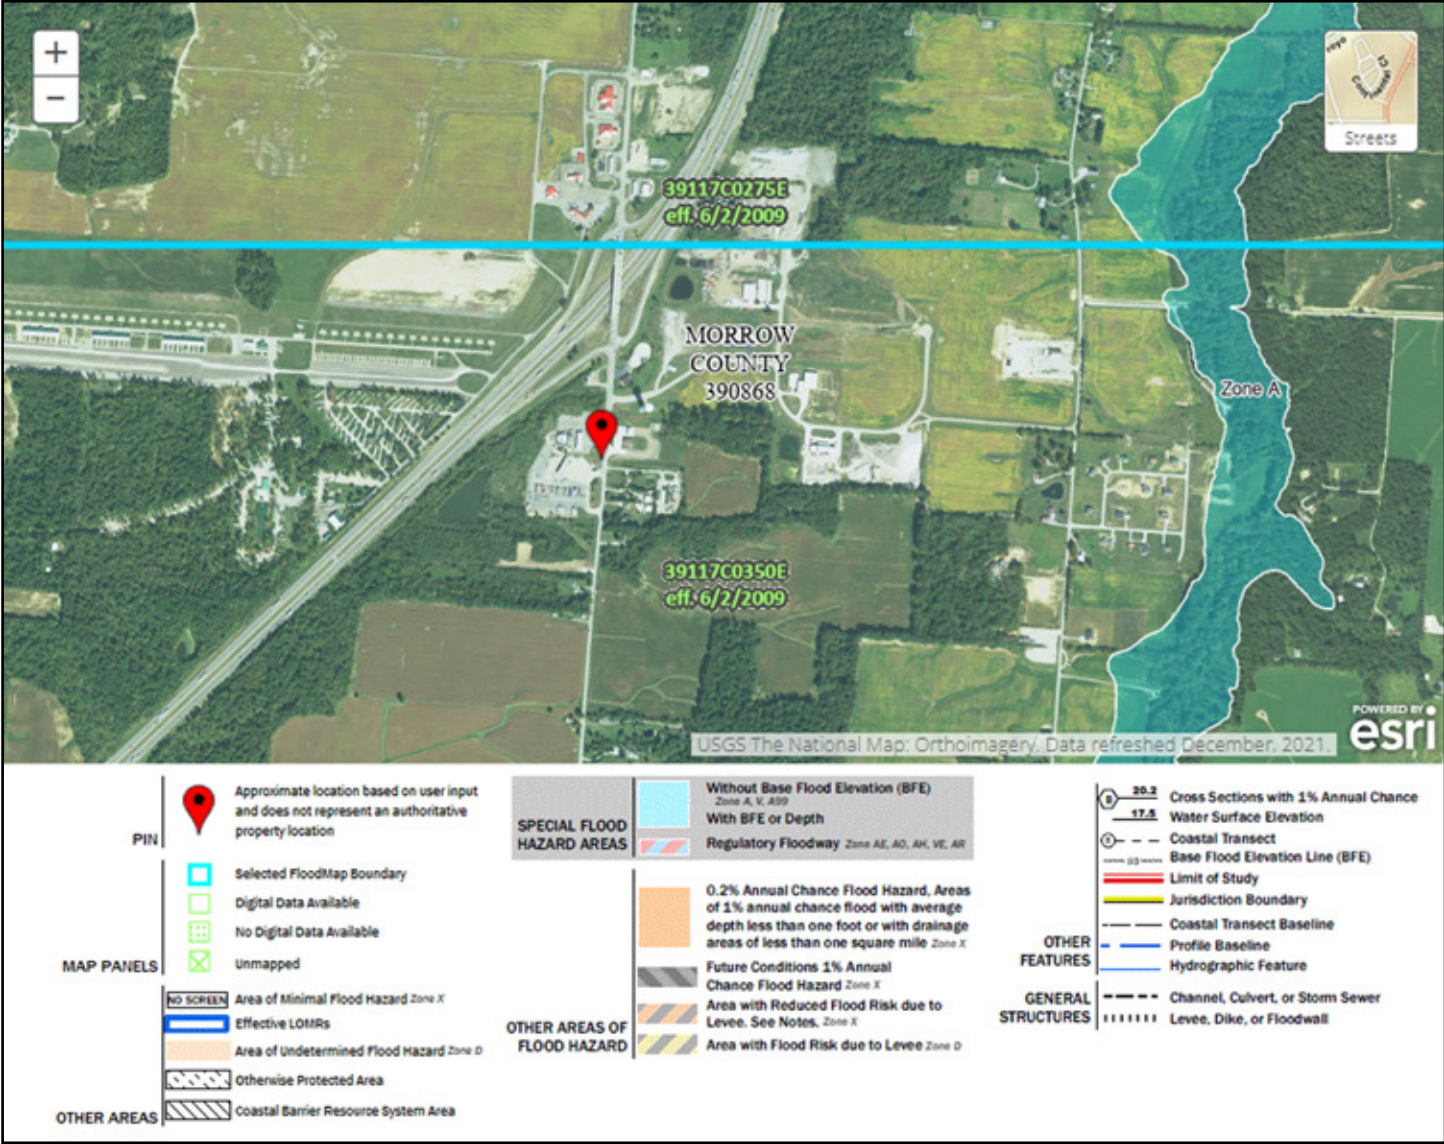 +
−
Streets
39117C0275E
eff. 6/2/2009
MORROW
COUNTY
390868
Zone A
39117C0350E
eff. 6/2/2009
USGS The National Map: Orthoimagery. Data refreshed December, 2021.
POWERED BY
esri
PIN
Approximate location based on user input
and does not represent an authoritative
property location
MAP PANELS
Selected FloodMap Boundary
Digital Data Available
No Digital Data Available
Unmapped
OTHER AREAS
NO SCREEN Area of Minimal Flood Hazard Zone X
Effective LOMRs
Area of Undetermined Flood Hazard Zone D
Otherwise Protected Area
Coastal Barrier Resource System Area
SPECIAL FLOOD
HAZARD AREAS
Without Base Flood Elevation (BFE)
Zone A, V, A99
With BFE or Depth
Regulatory Floodway Zone AE, AO, AH, VE, AR
OTHER AREAS OF
FLOOD HAZARD
0.2% Annual Chance Flood Hazard, Areas
of 1% annual chance flood with average
depth less than one foot or with drainage
areas of less than one square mile Zone X
Future Conditions 1% Annual
Chance Flood Hazard Zone X
Area with Reduced Flood Risk due to
Levee. See Notes. Zone X
Area with Flood Risk due to Levee Zone D
OTHER
FEATURES
20.2 Cross Sections with 1% Annual Chance
17.5 Water Surface Elevation
Coastal Transect
Base Flood Elevation Line (BFE)
Limit of Study
Jurisdiction Boundary
Coastal Transect Baseline
Profile Baseline
Hydrographic Feature
GENERAL
STRUCTURES
Channel, Culvert, or Storm Sewer
Levee, Dike, or Floodwall